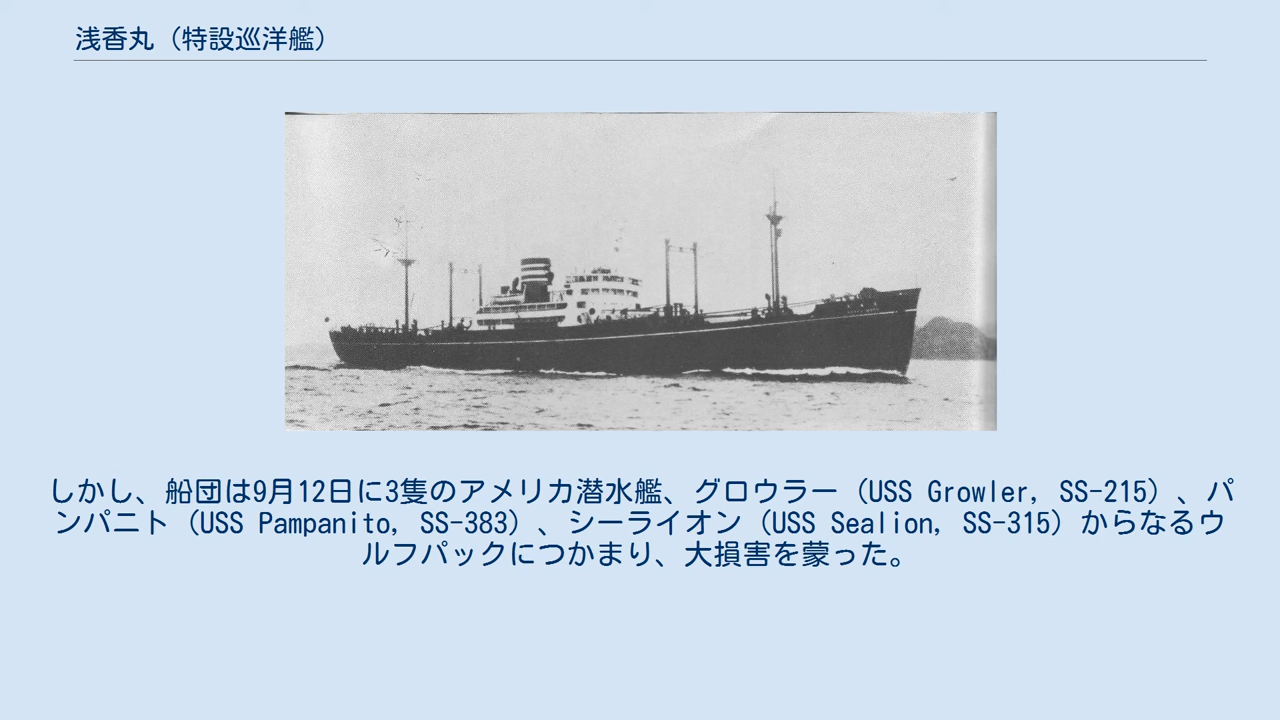 浅香丸（特設巡洋艦）
しかし、船団は9月12日に3隻のアメリカ潜水艦、グロウラー（USS Growler, SS-215）、パ
ンパニト（USS Pampanito, SS-383）、シーライオン（USS Sealion, SS-315）からなるウ
ルフパックにつかまり、大損害を蒙った。